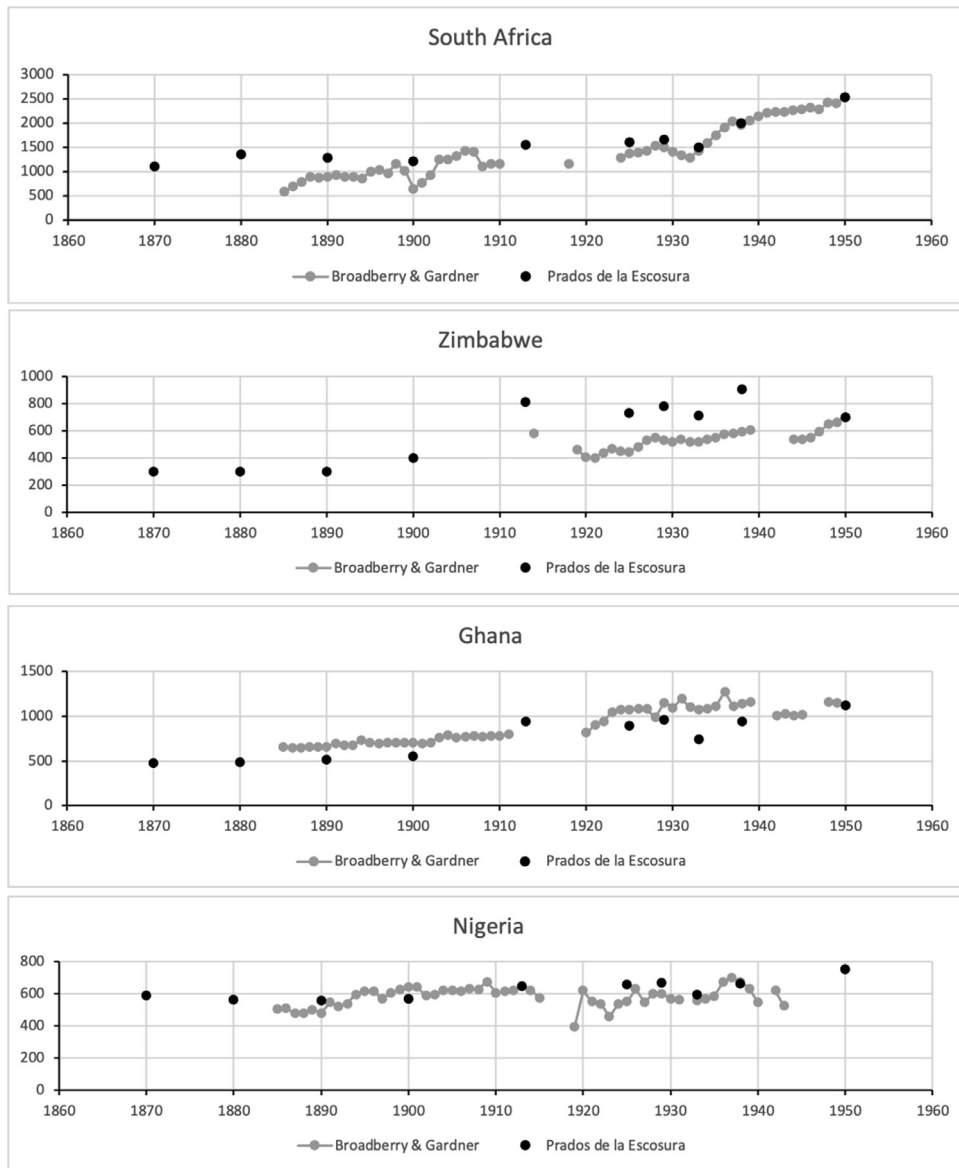 South Africa
3000
2500
2000
1500
1000
500
0
1860 1870 1880 1890 1900 1910 1920 1930 1940 1950 1960
Broadberry & Gardner Prados de la Escosura
Zimbabwe
1000
800
600
400
200
0
1860 1870 1880 1890 1900 1910 1920 1930 1940 1950 1960
Broadberry & Gardner Prados de la Escosura
Ghana
1500
1000
500
0
1860 1870 1880 1890 1900 1910 1920 1930 1940 1950 1960
Broadberry & Gardner Prados de la Escosura
Nigeria
800
600
400
200
0
1860 1870 1880 1890 1900 1910 1920 1930 1940 1950 1960
Broadberry & Gardner Prados de la Escosura